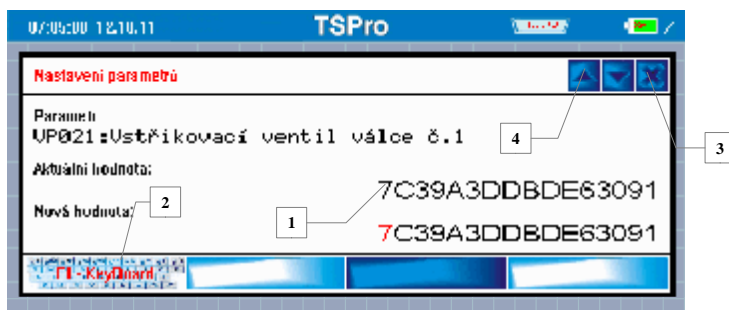 07:05:00 12.10.11 TSPro
Nastavení parametrů
Parametr
VP021:Vstřikovací ventil válce č.1
4
3
Aktuální hodnota:
7C39A3DDBDE63091
2
Nová hodnota:
1
7C39A3DDBDE63091
F1 - KeyBoard